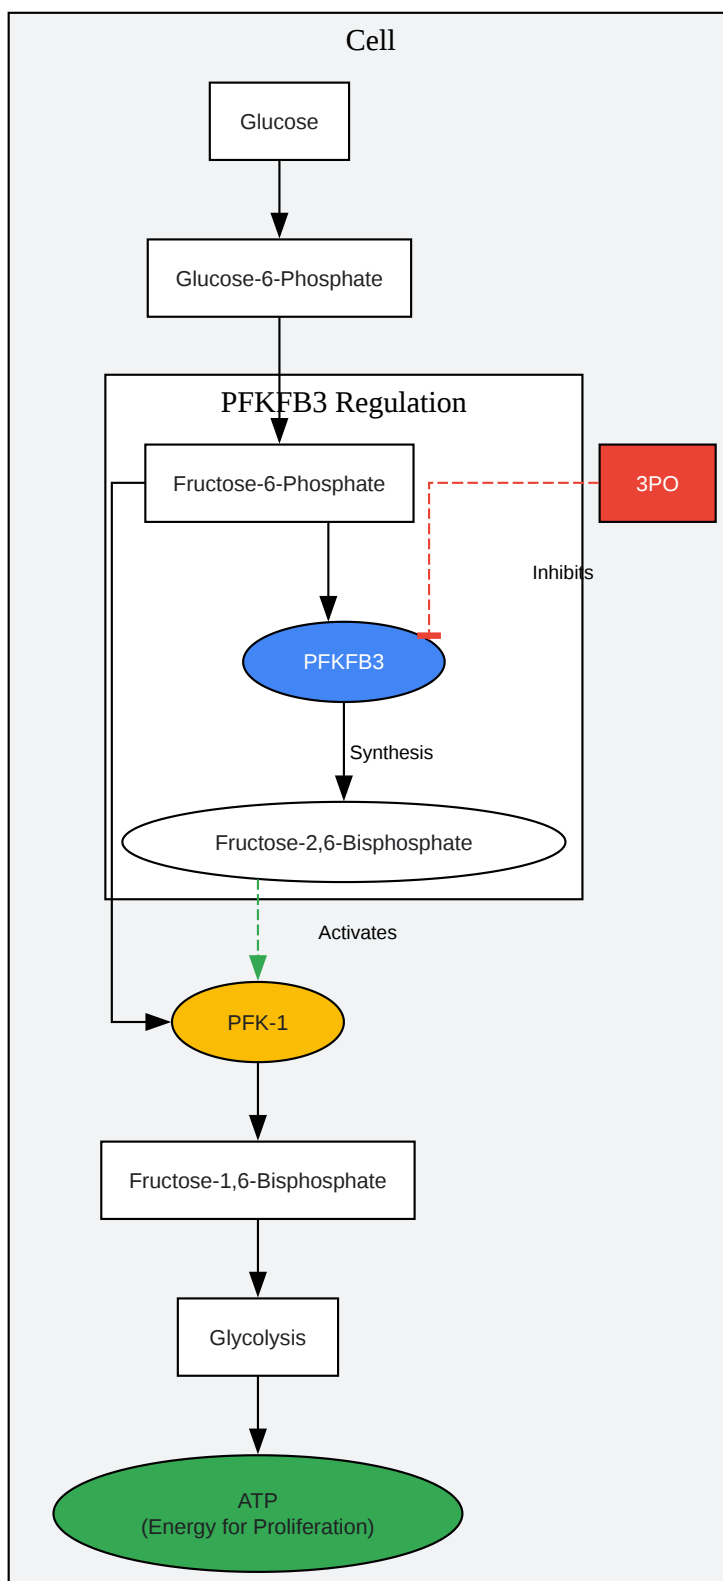 Cell
Glucose
Glucose-6-Phosphate
PFKFB3 Regulation
Fructose-6-Phosphate
3PO
Inhibits
PFKFB3
Synthesis
Fructose-2,6-Bisphosphate
Activates
PFK-1
Fructose-1,6-Bisphosphate
Glycolysis
ATP
(Energy for Proliferation)